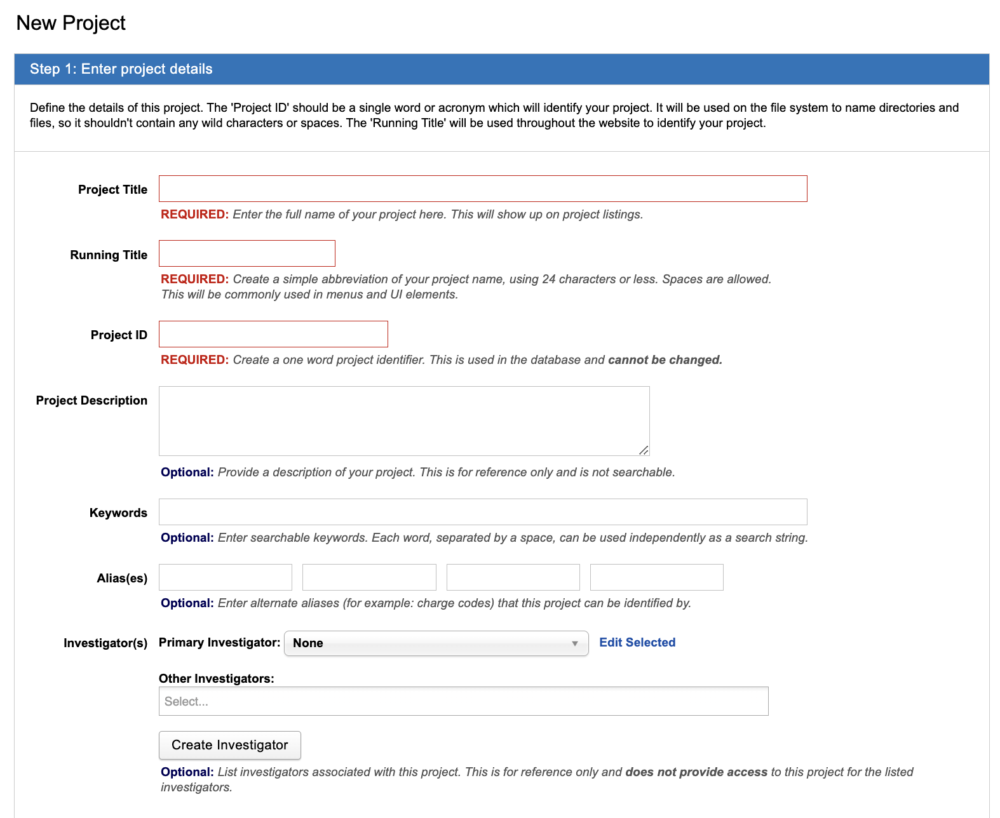 New Project
Step 1: Enter project details
Define the details of this project. The 'Project ID' should be a single word or acronym which will identify your project. It will be used on the file system to name directories and
files, so it shouldn't contain any wild characters or spaces. The 'Running Title' will be used throughout the website to identify your project.
Project Title
REQUIRED: Enter the full name of your project here. This will show up on project listings.
Running Title
REQUIRED: Create a simple abbreviation of your project name, using 24 characters or less. Spaces are allowed.
This will be commonly used in menus and UI elements.
Project ID
REQUIRED: Create a one word project identifier. This is used in the database and cannot be changed.
Project Description
Optional: Provide a description of your project. This is for reference only and is not searchable.
Keywords
Optional: Enter searchable keywords. Each word, separated by a space, can be used independently as a search string.
Alias(es)
Optional: Enter alternate aliases (for example: charge codes) that this project can be identified by.
Investigator(s) Primary Investigator: None Edit Selected
Other Investigators:
Select...
Create Investigator
Optional: List investigators associated with this project. This is for reference only and does not provide access to this project for the listed
investigators.